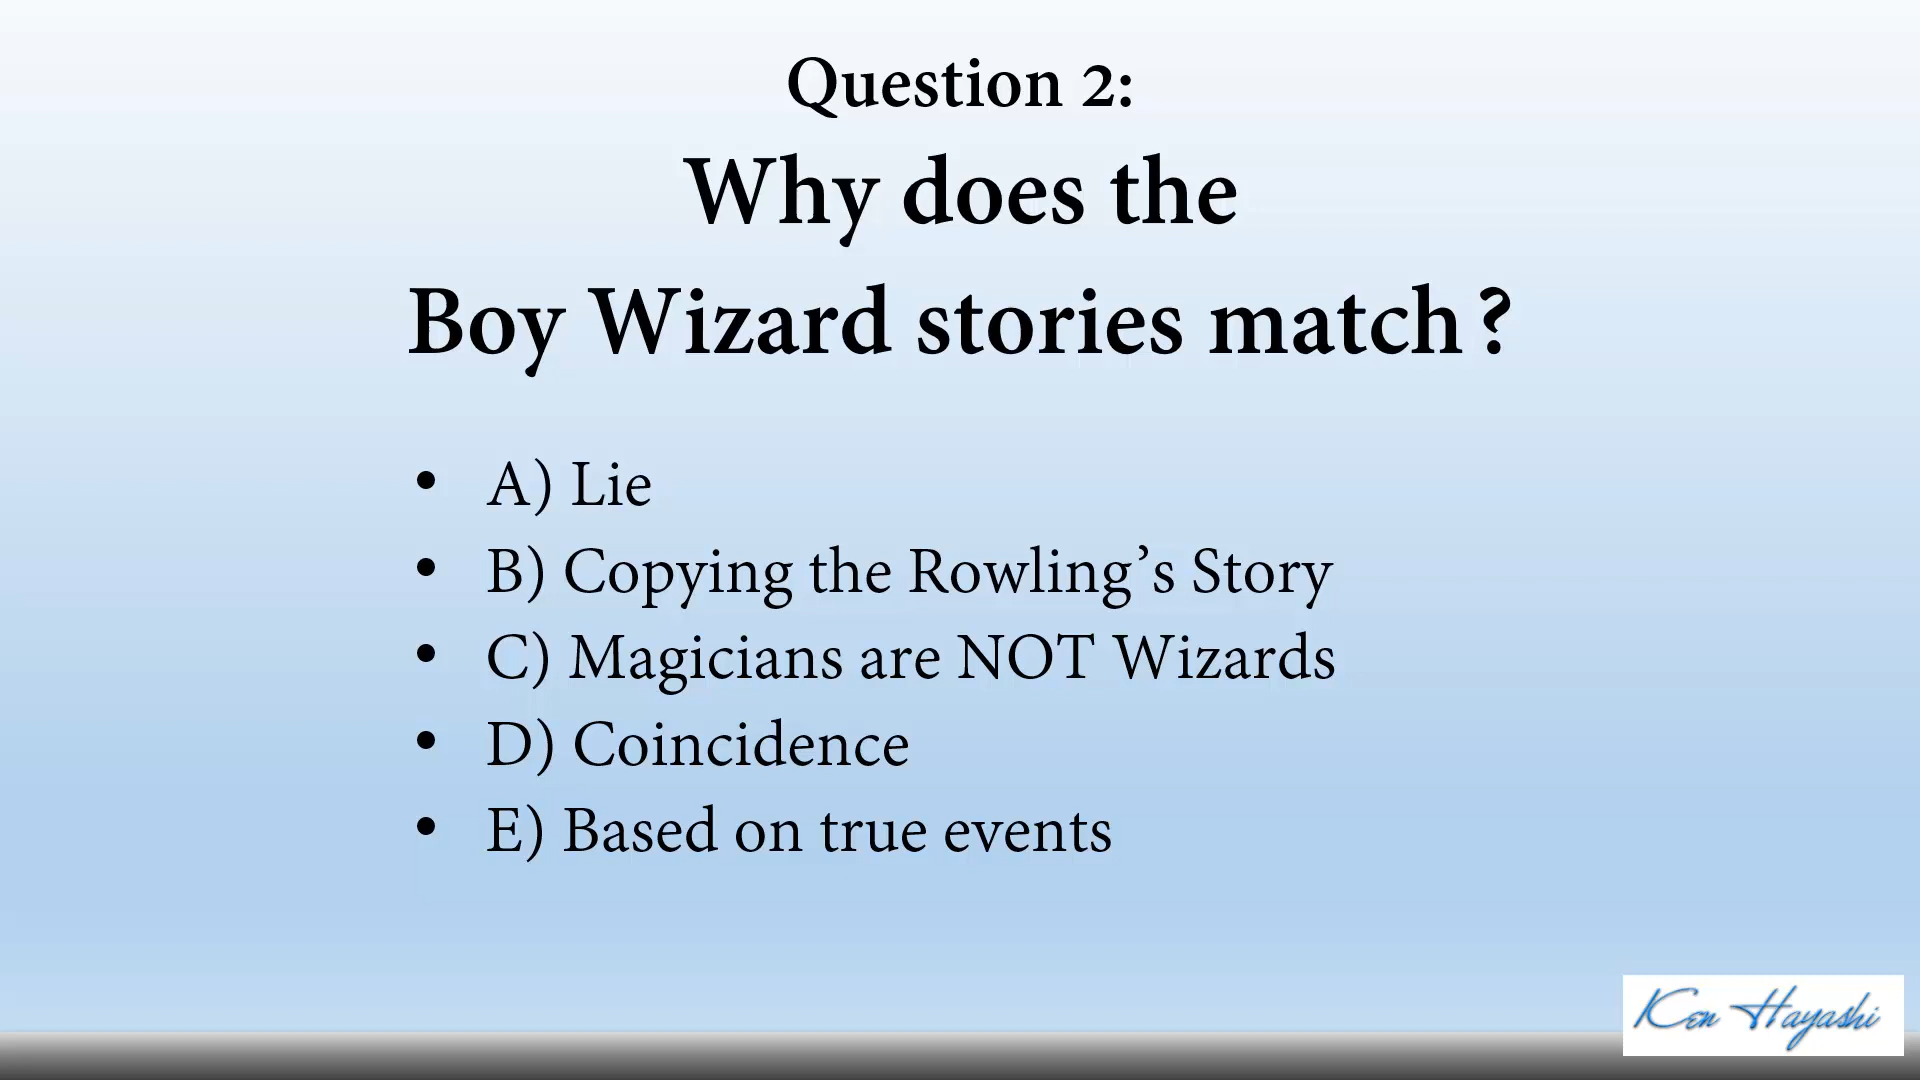 Question 2:
Why does the
Boy Wizard stories match?
• A) Lie
• B) Copying the Rowling’s Story
• C) Magicians are NOT Wizards
• D) Coincidence
• E) Based on true events
Ken Hayashi